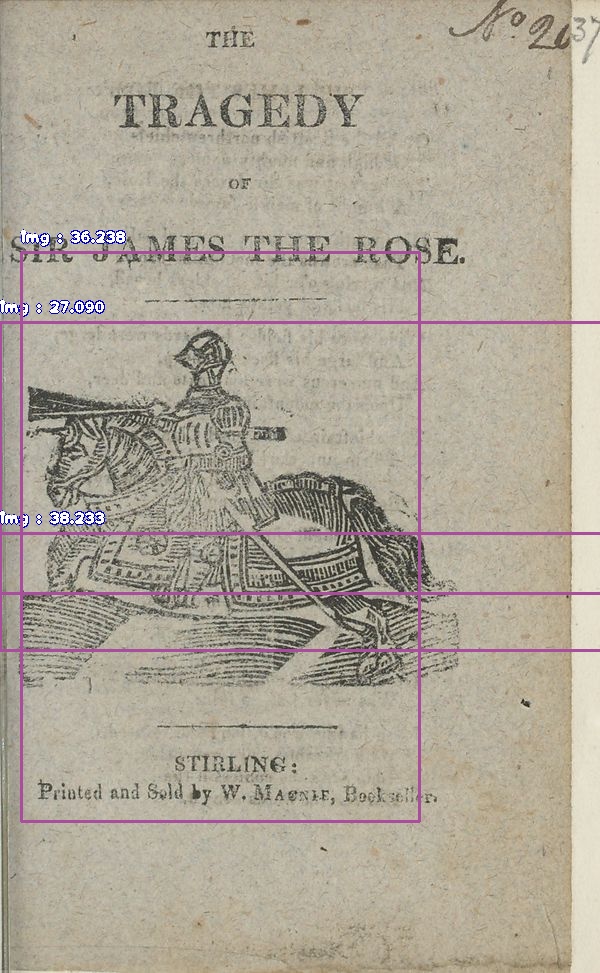 No 26
37
THE
TRAGEDY
OF
SIR JAMES THE ROSE.
Img : 36.238
Img : 27.090
Img : 38.233
STIRLING:
Printed and Sold by W. MACNIE, Bookseller.